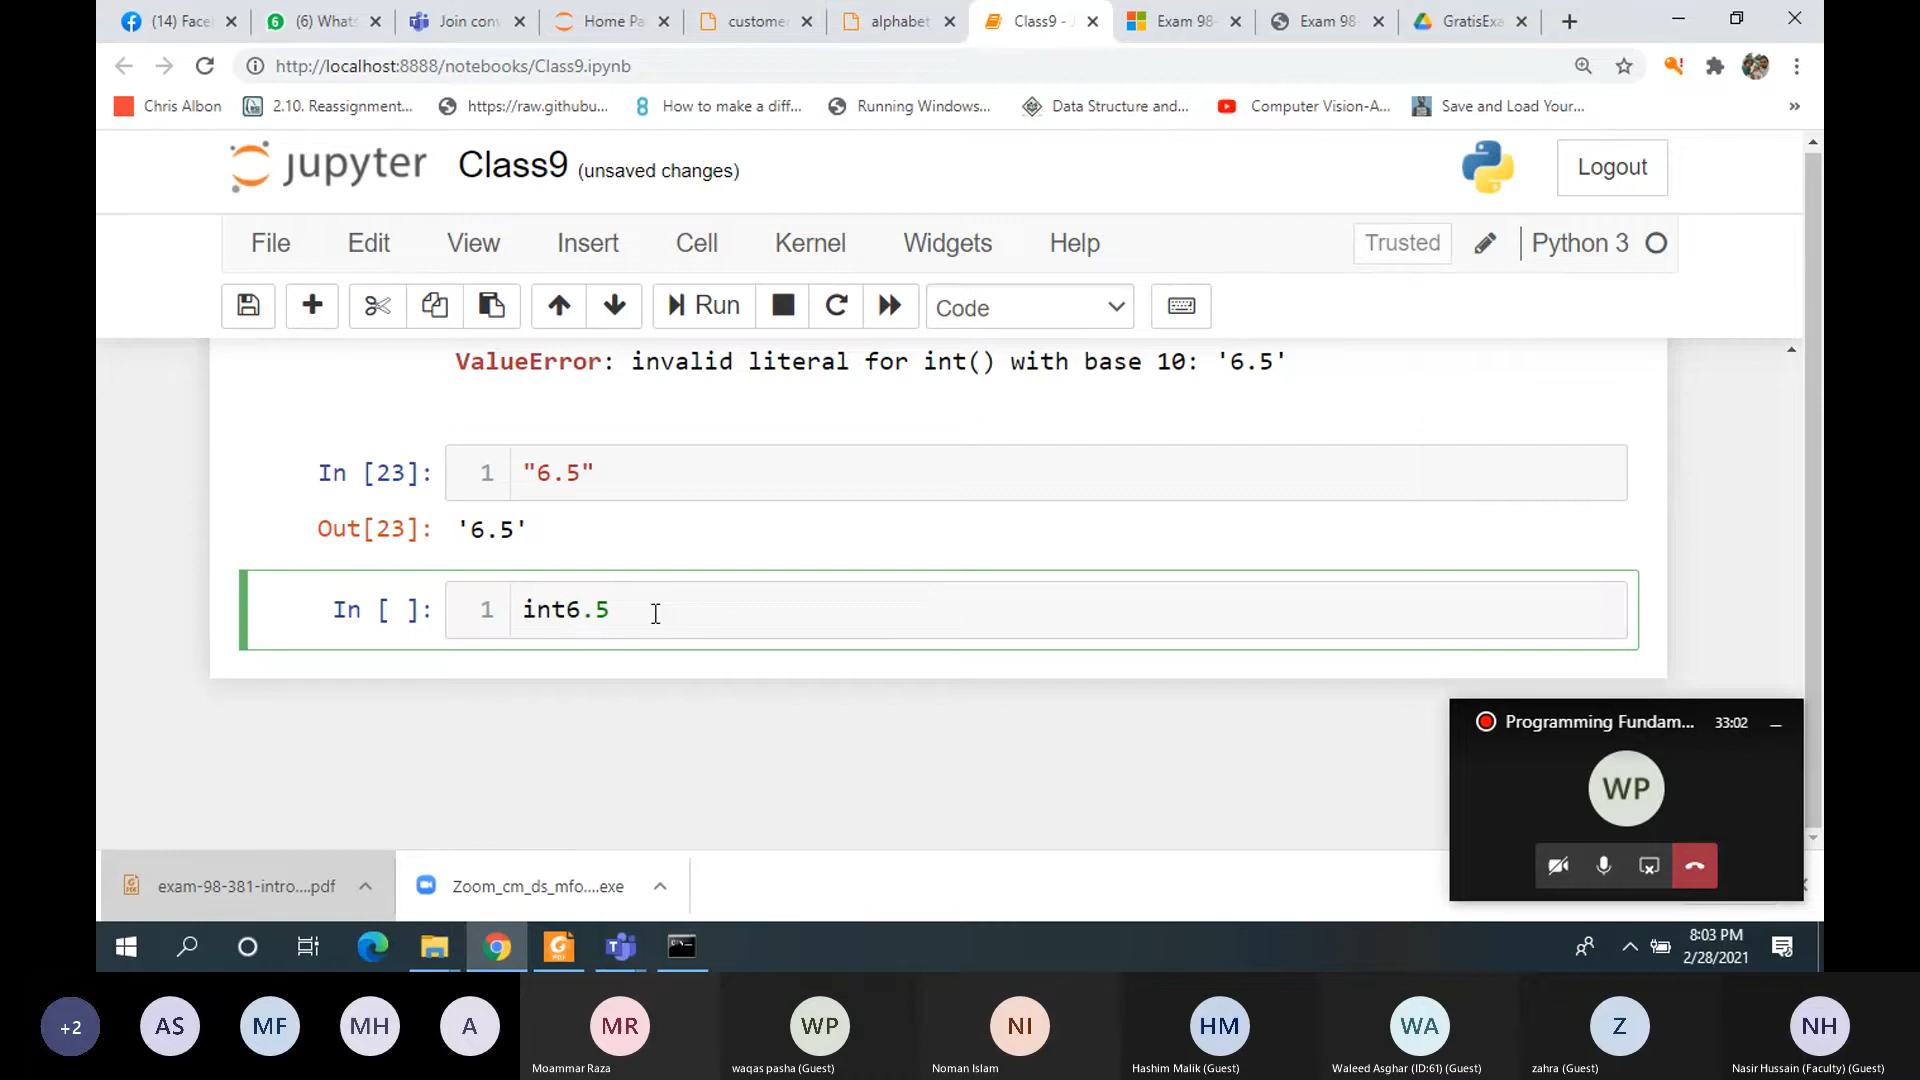 (14) Face
(6) Whats
Join conv
Home Pa
customer
alphabet
Class9 - J
Exam 98-
Exam 98-
GratisExa
http://localhost:8888/notebooks/Class9.ipynb
Chris Albon
2.10. Reassignment...
https://raw.githubu...
How to make a diff...
Running Windows...
Data Structure and...
Computer Vision-A...
Save and Load Your...
»
jupyter Class9 (unsaved changes)
Logout
File Edit View Insert Cell Kernel Widgets Help
Trusted
Python 3
Run
Code
ValueError: invalid literal for int() with base 10: '6.5'
In [23]: 1 "6.5"
Out[23]: '6.5'
In [ ]: 1 int6.5
Programming Fundam... 33:02
WP
exam-98-381-intro....pdf
Zoom_cm_ds_mfo....exe
8:03 PM
2/28/2021
+2 AS MF MH A MR WP NI HM WA Z NH
Moammar Raza
waqas pasha (Guest)
Noman Islam
Hashim Malik (Guest)
Waleed Asghar (ID:61) (Guest)
zahra (Guest)
Nasir Hussain (Faculty) (Guest)